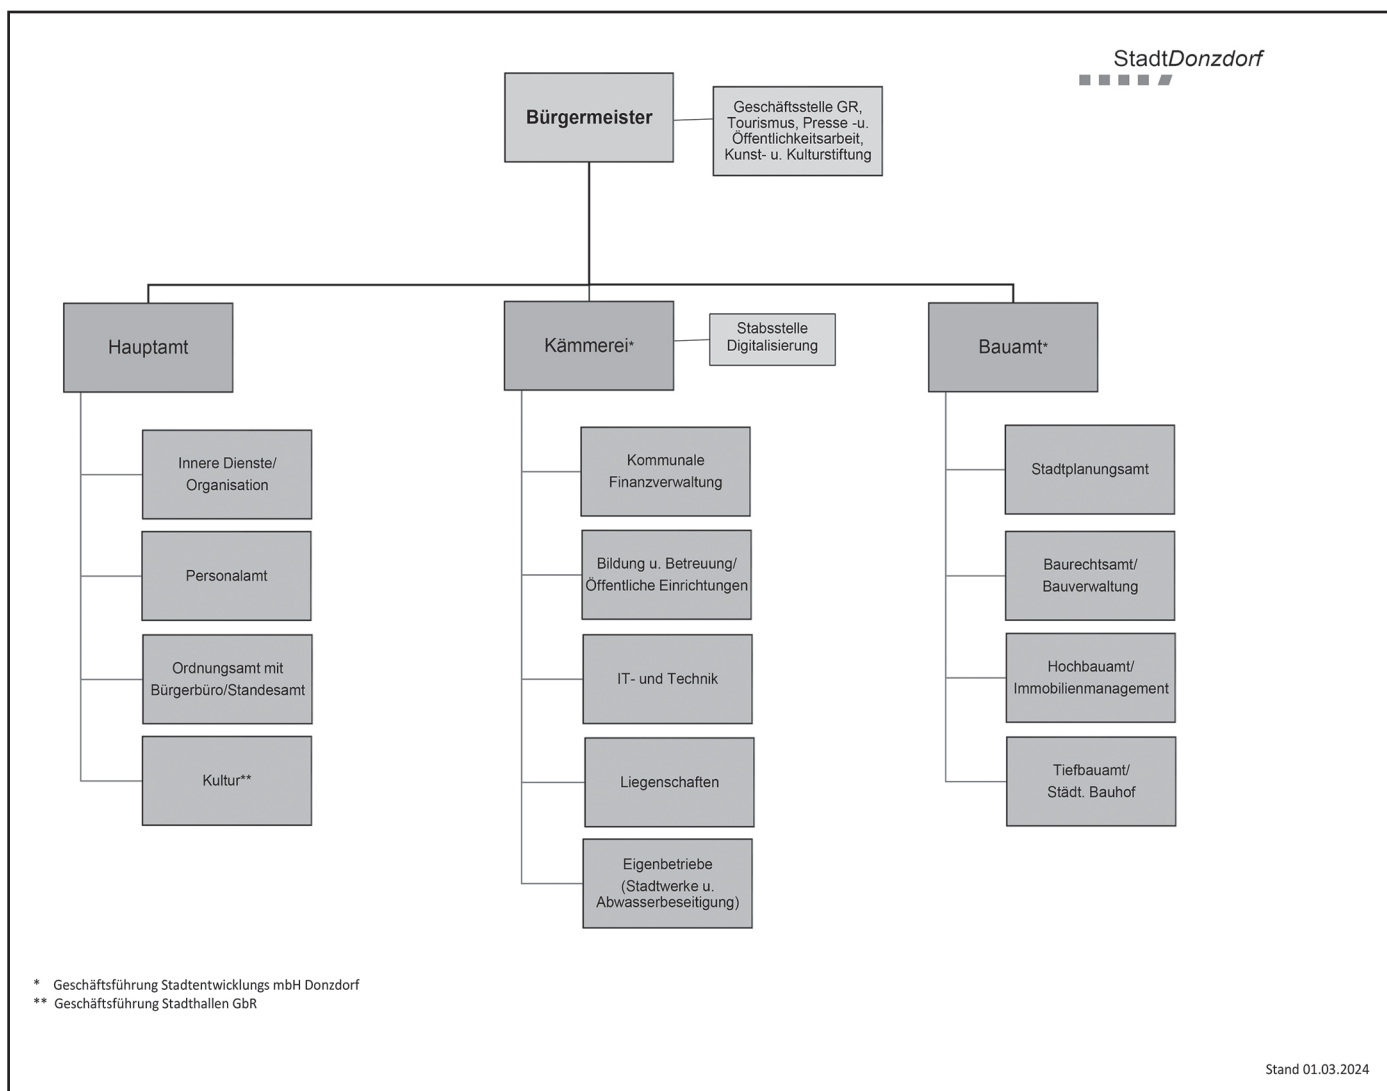 StadtDonzdorf
Bürgermeister
Geschäftsstelle GR,
Tourismus, Presse -u.
Öffentlichkeitsarbeit,
Kunst- u. Kulturstiftung
Hauptamt
Kämmerei*
Stabsstelle
Digitalisierung
Bauamt*
Innere Dienste/
Organisation
Personalamt
Ordnungsamt mit
Bürgerbüro/Standesamt
Kultur**
Kommunale
Finanzverwaltung
Bildung u. Betreuung/
Öffentliche Einrichtungen
IT- und Technik
Liegenschaften
Eigenbetriebe
(Stadtwerke u.
Abwasserbeseitigung)
Stadtplanungsamt
Baurechtsamt/
Bauverwaltung
Hochbauamt/
Immobilienmanagement
Tiefbauamt/
Städt. Bauhof
* Geschäftsführung Stadtentwicklungs mbH Donzdorf
** Geschäftsführung Stadthallen GbR
Stand 01.03.2024